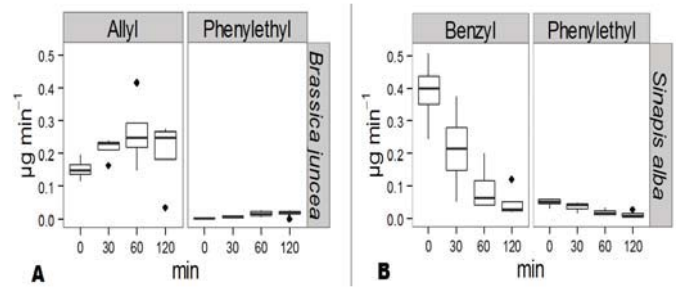 Allyl Phenylethyl
Brassica juncea
µg min⁻¹
0.5
0.4
0.3
0.2
0.1
0.0
0 30 60 120 0 30 60 120
min
A
Benzyl Phenylethyl
Sinapis alba
µg min⁻¹
0.5
0.4
0.3
0.2
0.1
0.0
0 30 60 120 0 30 60 120
min
B